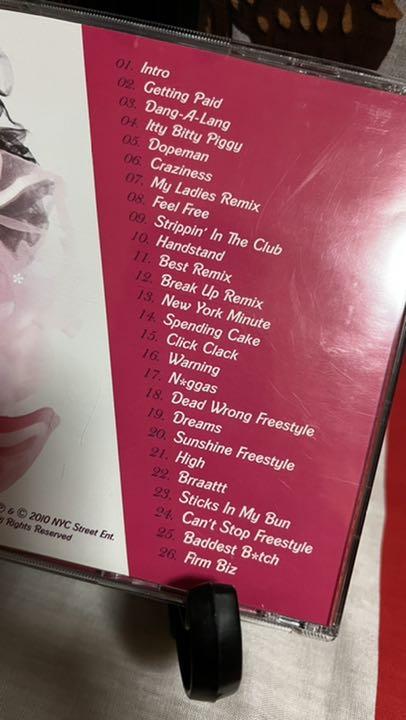 01. Intro
02. Getting Paid
03. Dang-A-Lang
04. Itty Bitty Piggy
05. Dopeman
06. Craziness
07. My Ladies Remix
08. Feel Free
09. Strippin' In The Club
10. Handstand
11. Best Remix
12. Break Up Remix
13. New York Minute
14. Spending Cake
15. Click Clack
16. Warning
17. N*ggas
18. Dead Wrong Freestyle
19. Dreams
20. Sunshine Freestyle
21. High
22. Brraattt
23. Sticks In My Bun
24. Can't Stop Freestyle
25. Baddest B*tch
26. Firm Biz
℗ & © 2010 NYC Street Ent.
Rights Reserved